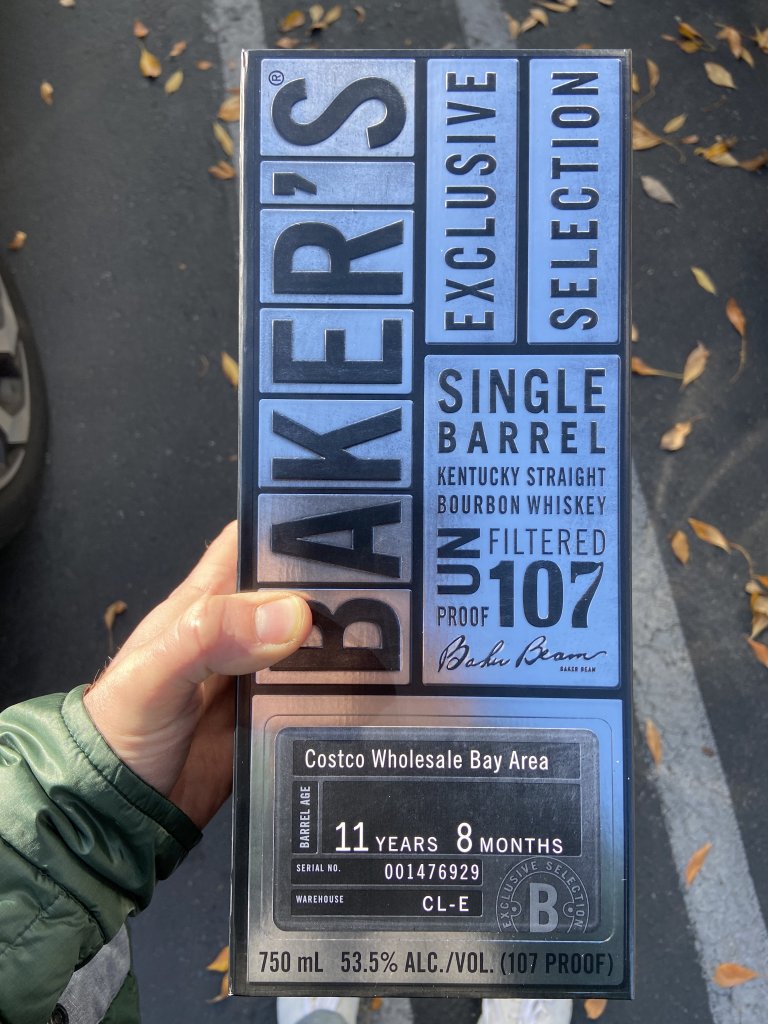 BAKER'S®
EXCLUSIVE
SELECTION
SINGLE
BARREL
KENTUCKY STRAIGHT
BOURBON WHISKEY
UN FILTERED
PROOF 107
Baker Beam
BAKER BEAM
Costco Wholesale Bay Area
BARREL AGE
11 YEARS 8 MONTHS
SERIAL NO. 001476929
WAREHOUSE CL-E
EXCLUSIVE SELECTION
B
750 mL 53.5% ALC./VOL. (107 PROOF)